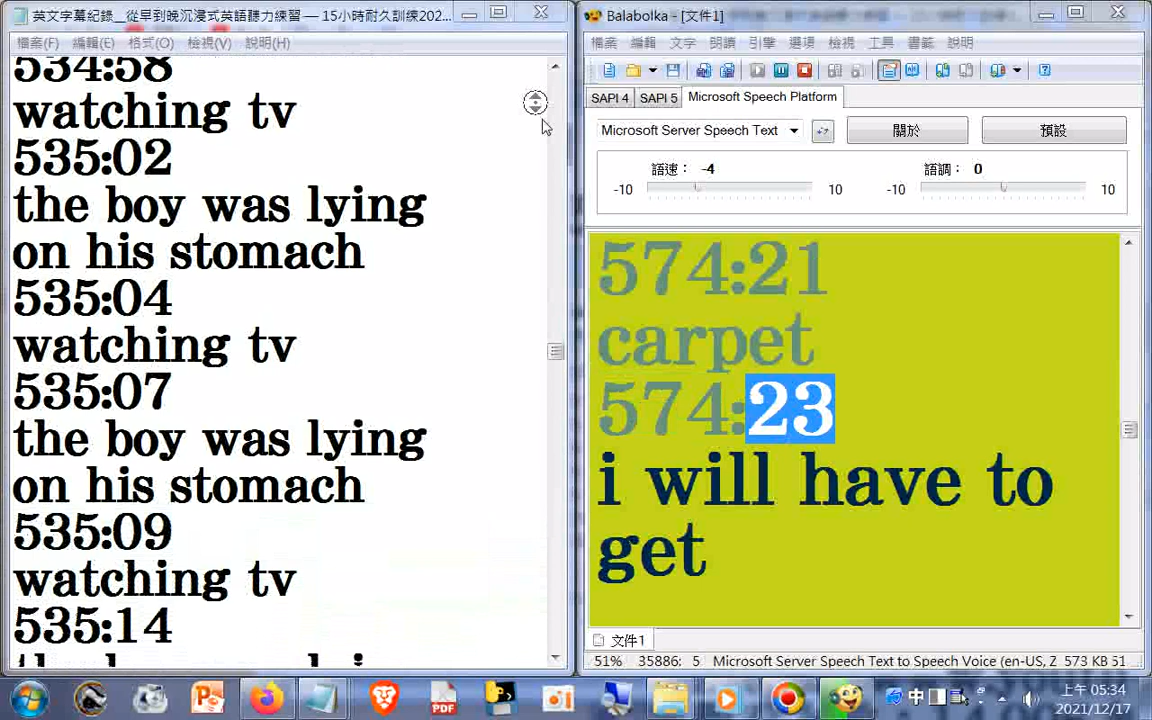 英文字幕紀錄__從早到晚沉浸式英語聽力練習 — 15小時耐久訓練202...
檔案(F) 編輯(E) 格式(O) 檢視(V) 說明(H)
534:58
watching tv
535:02
the boy was lying
on his stomach
535:04
watching tv
535:07
the boy was lying
on his stomach
535:09
watching tv
535:14
Balabolka - [文件1]
檔案 編輯 文字 朗讀 引擎 選項 檢視 工具 書籤 說明
SAPI 4 SAPI 5 Microsoft Speech Platform
Microsoft Server Speech Text 關於 預設
語速： -4 語調： 0
-10 10 -10 10
574:21
carpet
574:23
i will have to
get
文件1
51% 35886: 5 Microsoft Server Speech Text to Speech Voice (en-US, 2 573 KB 51
中
上午 05:34
2021/12/17